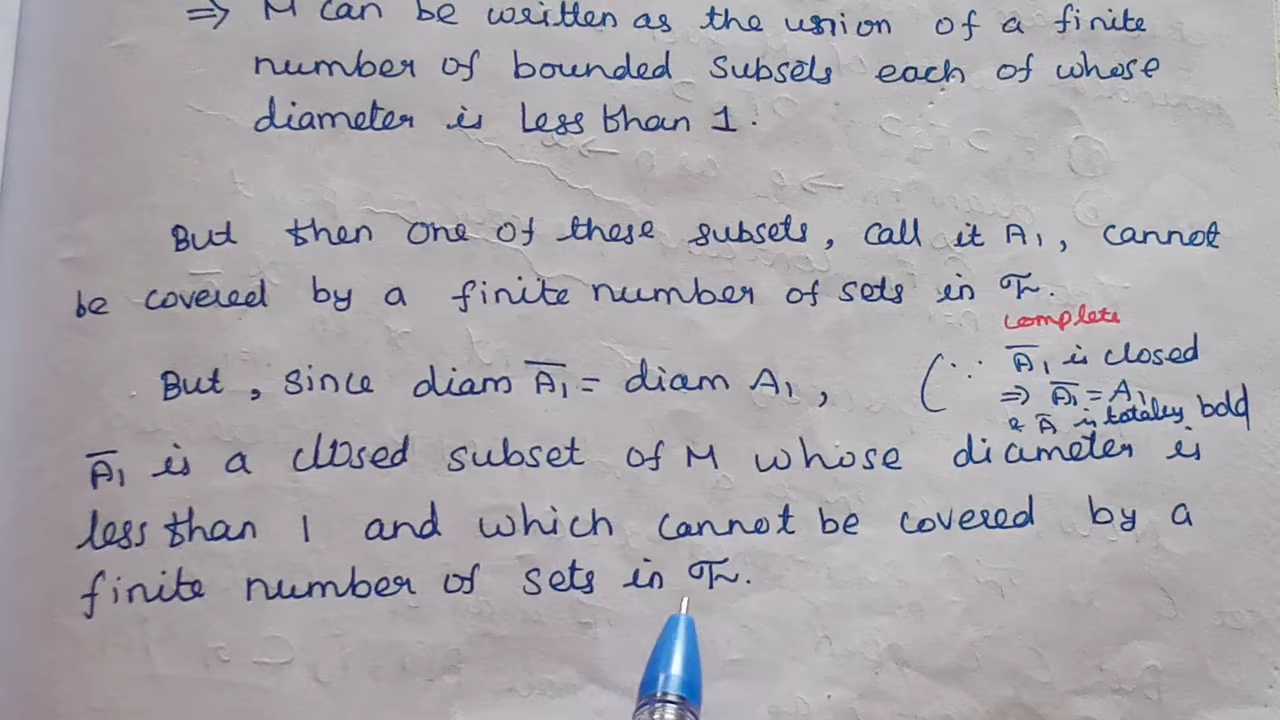 ⇒ M can be written as the union of a finite
number of bounded subsets each of whose
diameter is less than 1.
But then one of these subsets, call it A₁, cannot
be covered by a finite number of sets in ℱ.
complete
But, since diam A̅₁ = diam A₁, (∵ A̅₁ is closed
⇒ A̅₁ = A₁
& A̅ is totaley bdd
A̅₁ is a closed subset of M whose diameter is
less than 1 and which cannot be covered by a
finite number of sets in ℱ.